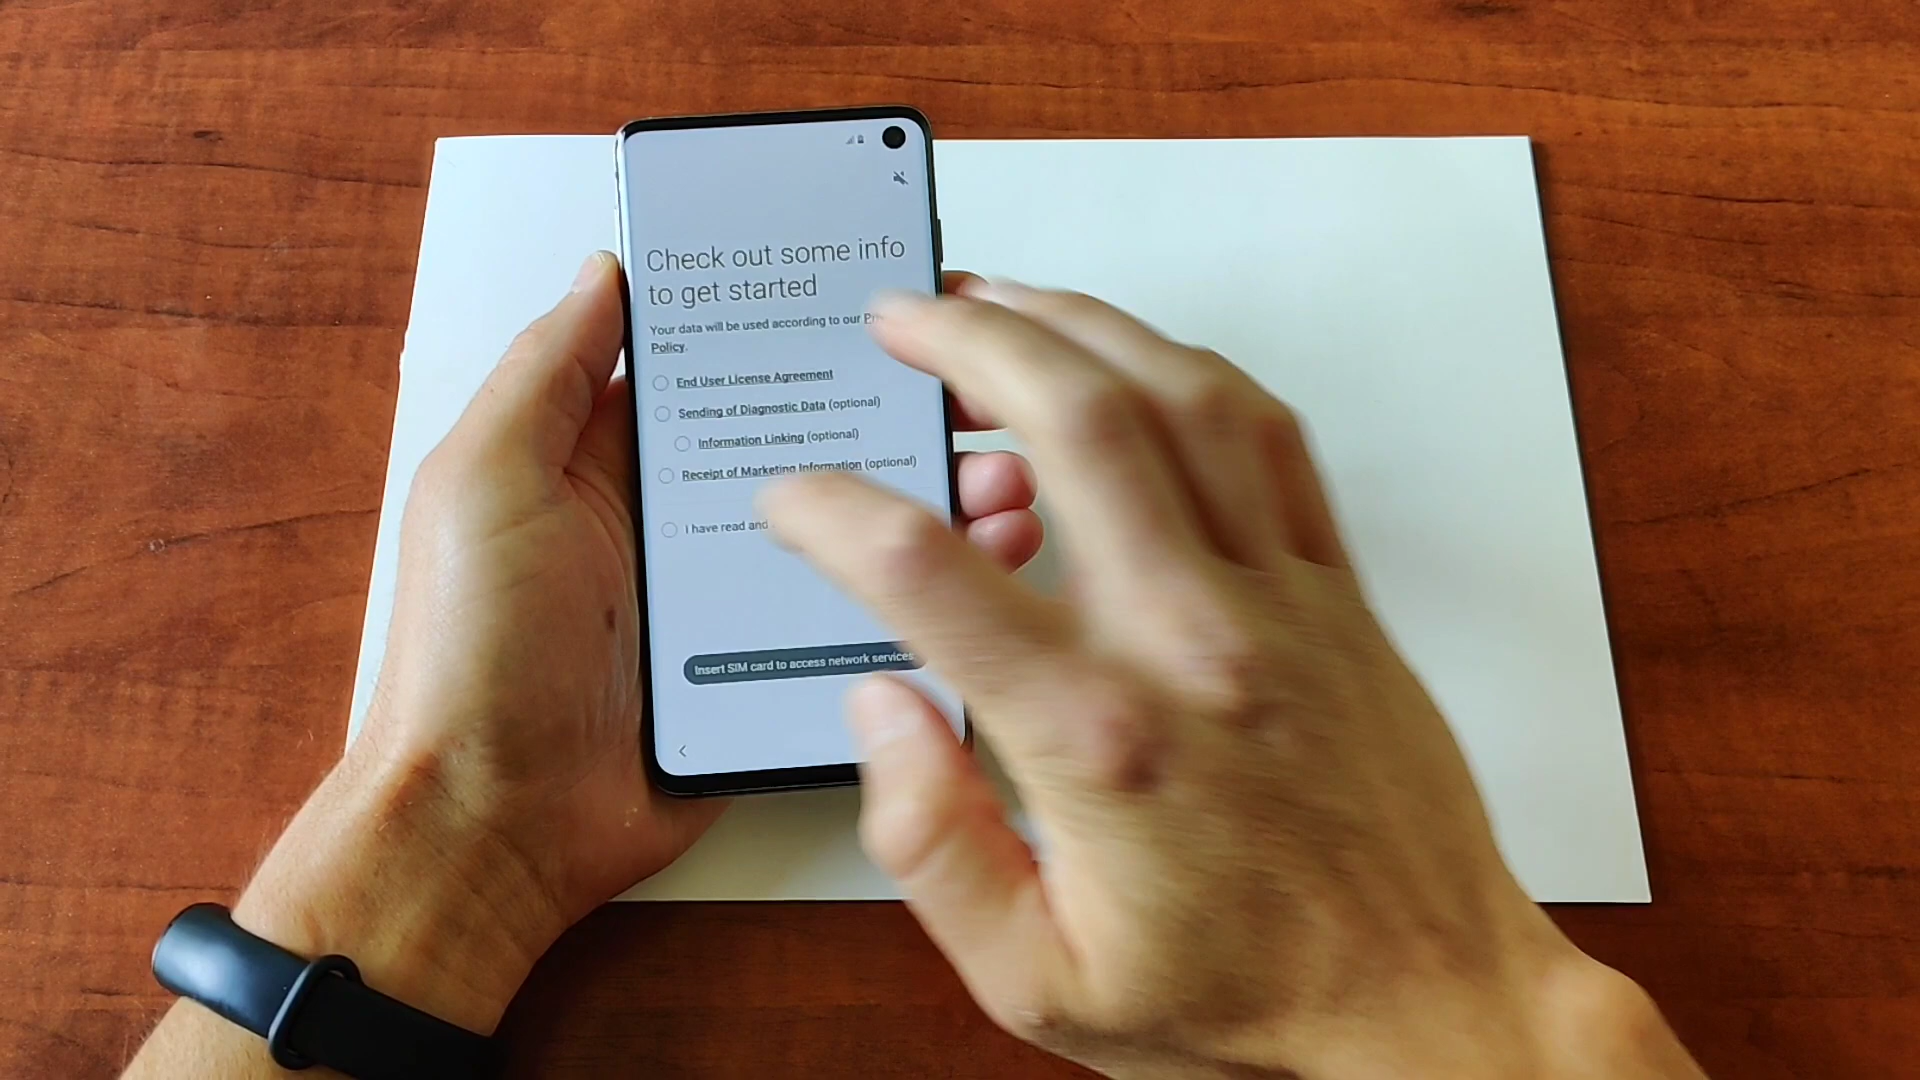 Check out some info
to get started
Your data will be used according to our
Policy.
End User License Agreement
Sending of Diagnostic Data (optional)
Information Linking (optional)
Receipt of Marketing Information (optional)
I have read and
Insert SIM card to access network services.